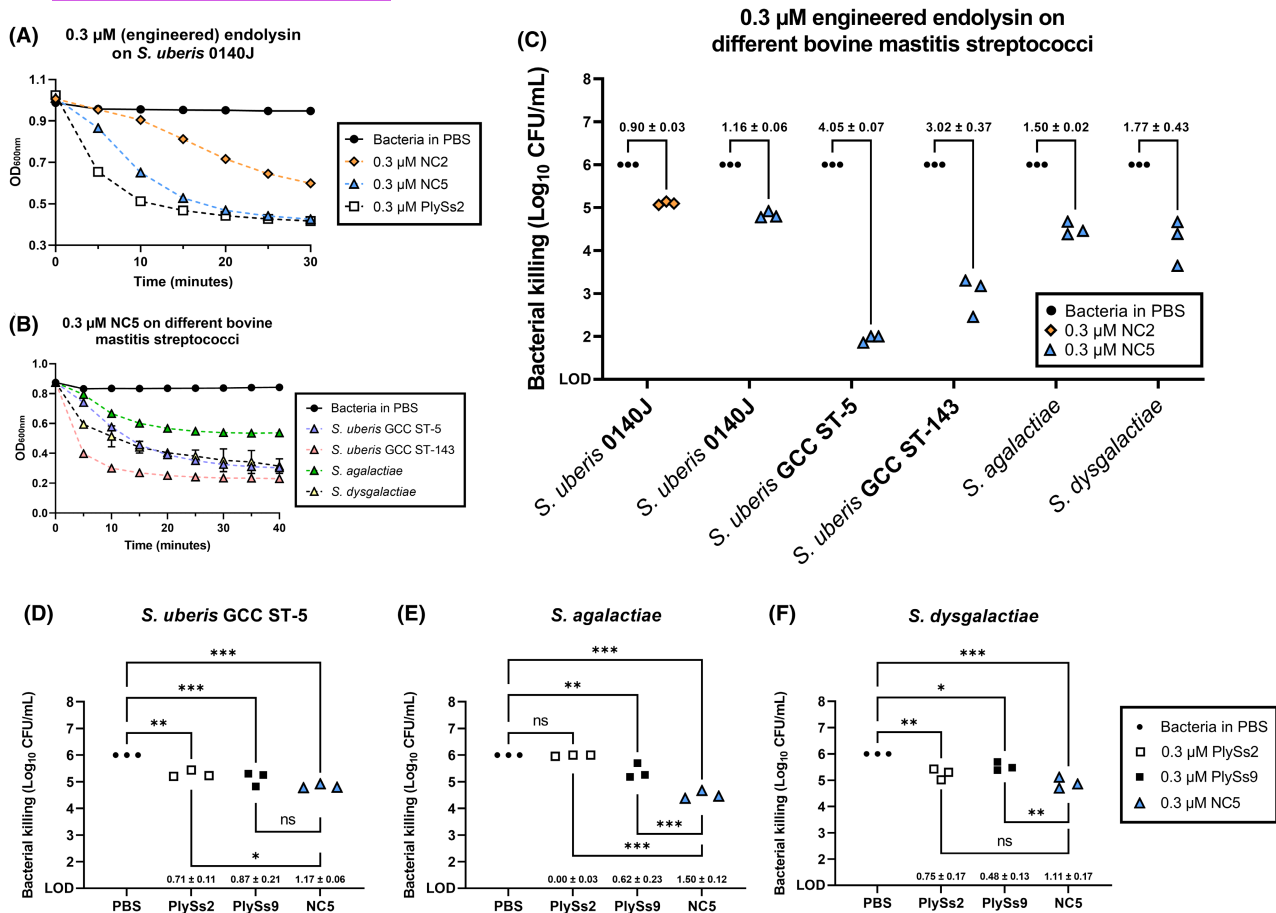 (A)
0.3 µM (engineered) endolysin
on S. uberis 0140J
OD600nm
1.1
0.9
0.7
0.5
0.3
0
10
20
30
Time (minutes)
Bacteria in PBS
0.3 µM NC2
0.3 µM NC5
0.3 µM PlySs2
(B)
0.3 µM NC5 on different bovine
mastitis streptococci
OD600nm
1.0
0.8
0.6
0.4
0.2
0.0
0
10
20
30
40
Time (minutes)
Bacteria in PBS
S. uberis GCC ST-5
S. uberis GCC ST-143
S. agalactiae
S. dysgalactiae
(C)
0.3 µM engineered endolysin on
different bovine mastitis streptococci
Bacterial killing (Log10 CFU/mL)
8
7
6
5
4
3
2
LOD
0.90 ± 0.03
1.16 ± 0.06
4.05 ± 0.07
3.02 ± 0.37
1.50 ± 0.02
1.77 ± 0.43
Bacteria in PBS
0.3 µM NC2
0.3 µM NC5
S. uberis 0140J
S. uberis 0140J
S. uberis GCC ST-5
S. uberis GCC ST-143
S. agalactiae
S. dysgalactiae
(D)
S. uberis GCC ST-5
Bacterial killing (Log10 CFU/mL)
8
7
6
5
4
3
2
1
LOD
***
***
**
ns
*
0.71 ± 0.11
0.87 ± 0.21
1.17 ± 0.06
PBS
PlySs2
PlySs9
NC5
(E)
S. agalactiae
Bacterial killing (Log10 CFU/mL)
8
7
6
5
4
3
2
1
LOD
***
**
ns
***
***
0.00 ± 0.03
0.62 ± 0.23
1.50 ± 0.12
PBS
PlySs2
PlySs9
NC5
(F)
S. dysgalactiae
Bacterial killing (Log10 CFU/mL)
8
7
6
5
4
3
2
LOD
***
*
**
**
ns
0.75 ± 0.17
0.48 ± 0.13
1.11 ± 0.17
PBS
PlySs2
PlySs9
NC5
Bacteria in PBS
0.3 µM PlySs2
0.3 µM PlySs9
0.3 µM NC5